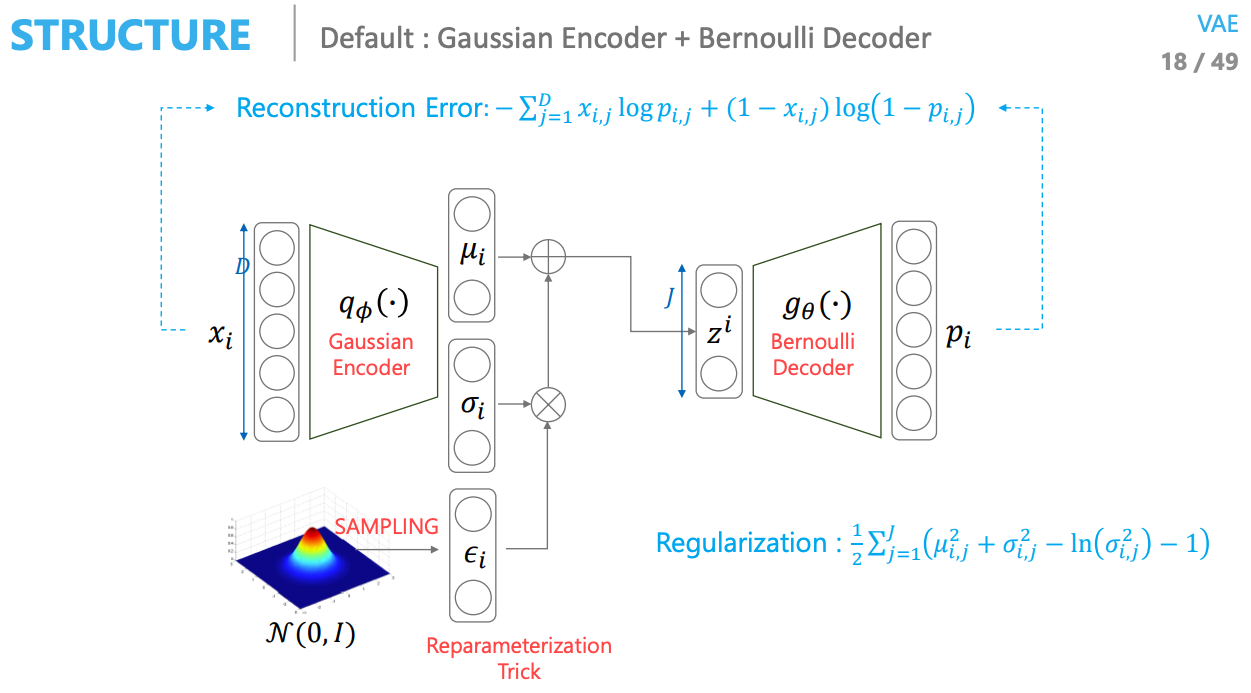 STRUCTURE
Default : Gaussian Encoder + Bernoulli Decoder
VAE
18 / 49
Reconstruction Error: − ∑_{j=1}^{D} x_{i,j} log p_{i,j} + (1 − x_{i,j}) log(1 − p_{i,j})
D
x_i
q_ϕ(·)
Gaussian
Encoder
μ_i
σ_i
J
z^i
g_θ(·)
Bernoulli
Decoder
p_i
SAMPLING
ϵ_i
𝒩(0, I)
Reparameterization
Trick
Regularization : \frac{1}{2} ∑_{j=1}^{J} (μ_{i,j}^2 + σ_{i,j}^2 − ln(σ_{i,j}^2) − 1)